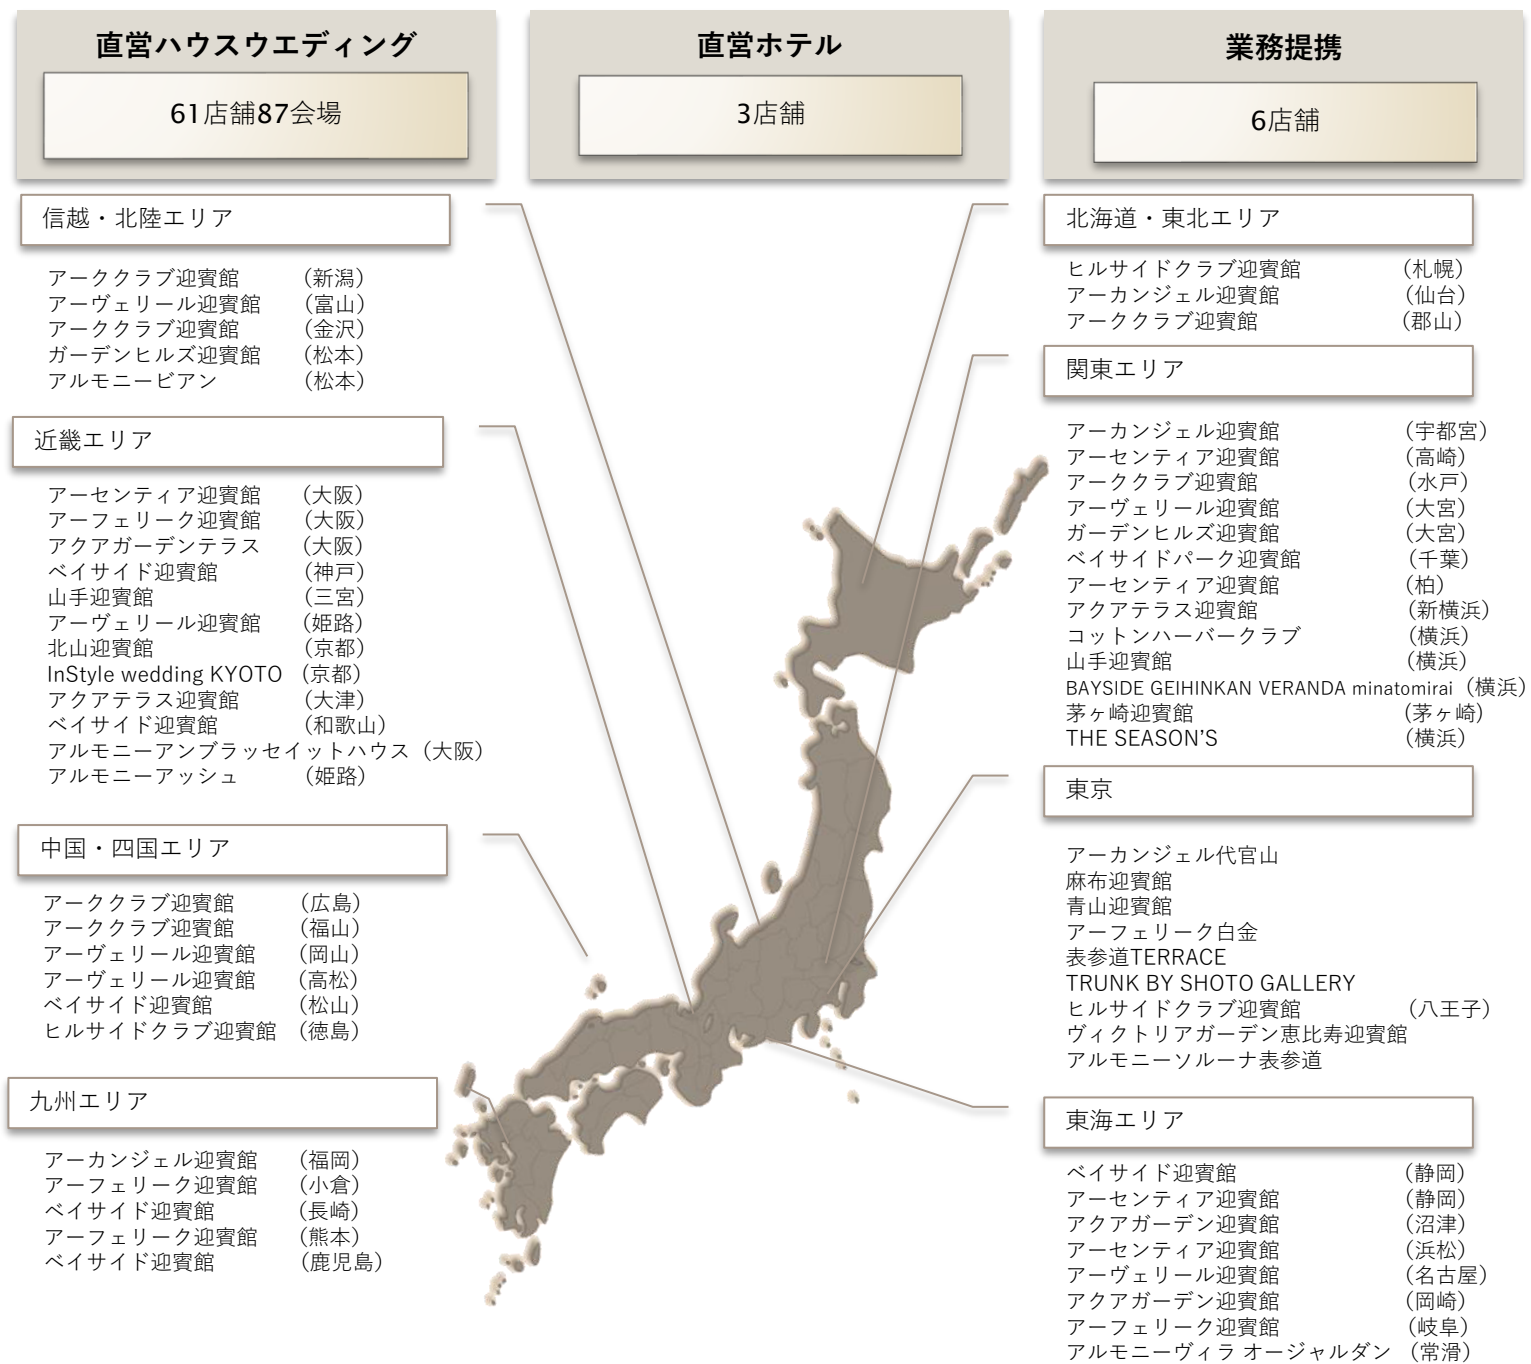 直営ハウスウエディング
61店舗87会場
直営ホテル
3店舗
業務提携
6店舗
信越・北陸エリア
アーククラブ迎賓館 （新潟）
アーヴェリール迎賓館 （富山）
アーククラブ迎賓館 （金沢）
ガーデンヒルズ迎賓館 （松本）
アルモニービアン （松本）
近畿エリア
アーセンティア迎賓館 （大阪）
アーフェリーク迎賓館 （大阪）
アクアガーデンテラス （大阪）
ベイサイド迎賓館 （神戸）
山手迎賓館 （三宮）
アーヴェリール迎賓館 （姫路）
北山迎賓館 （京都）
InStyle wedding KYOTO （京都）
アクアテラス迎賓館 （大津）
ベイサイド迎賓館 （和歌山）
アルモニーアンブラッセイットハウス（大阪）
アルモニーアッシュ （姫路）
中国・四国エリア
アーククラブ迎賓館 （広島）
アーククラブ迎賓館 （福山）
アーヴェリール迎賓館 （岡山）
アーヴェリール迎賓館 （高松）
ベイサイド迎賓館 （松山）
ヒルサイドクラブ迎賓館 （徳島）
九州エリア
アーカンジェル迎賓館 （福岡）
アーフェリーク迎賓館 （小倉）
ベイサイド迎賓館 （長崎）
アーフェリーク迎賓館 （熊本）
ベイサイド迎賓館 （鹿児島）
北海道・東北エリア
ヒルサイドクラブ迎賓館 （札幌）
アーカンジェル迎賓館 （仙台）
アーククラブ迎賓館 （郡山）
関東エリア
アーカンジェル迎賓館 （宇都宮）
アーセンティア迎賓館 （高崎）
アーククラブ迎賓館 （水戸）
アーヴェリール迎賓館 （大宮）
ガーデンヒルズ迎賓館 （大宮）
ベイサイドパーク迎賓館 （千葉）
アーセンティア迎賓館 （柏）
アクアテラス迎賓館 （新横浜）
コットンハーバークラブ （横浜）
山手迎賓館 （横浜）
BAYSIDE GEIHINKAN VERANDA minatomirai（横浜）
茅ヶ崎迎賓館 （茅ヶ崎）
THE SEASON'S （横浜）
東京
アーカンジェル代官山
麻布迎賓館
青山迎賓館
アーフェリーク白金
表参道TERRACE
TRUNK BY SHOTO GALLERY
ヒルサイドクラブ迎賓館 （八王子）
ヴィクトリアガーデン恵比寿迎賓館
アルモニーソルーナ表参道
東海エリア
ベイサイド迎賓館 （静岡）
アーセンティア迎賓館 （静岡）
アクアガーデン迎賓館 （沼津）
アーセンティア迎賓館 （浜松）
アーヴェリール迎賓館 （名古屋）
アクアガーデン迎賓館 （岡崎）
アーフェリーク迎賓館 （岐阜）
アルモニーヴィラ オージャルダン （常滑）